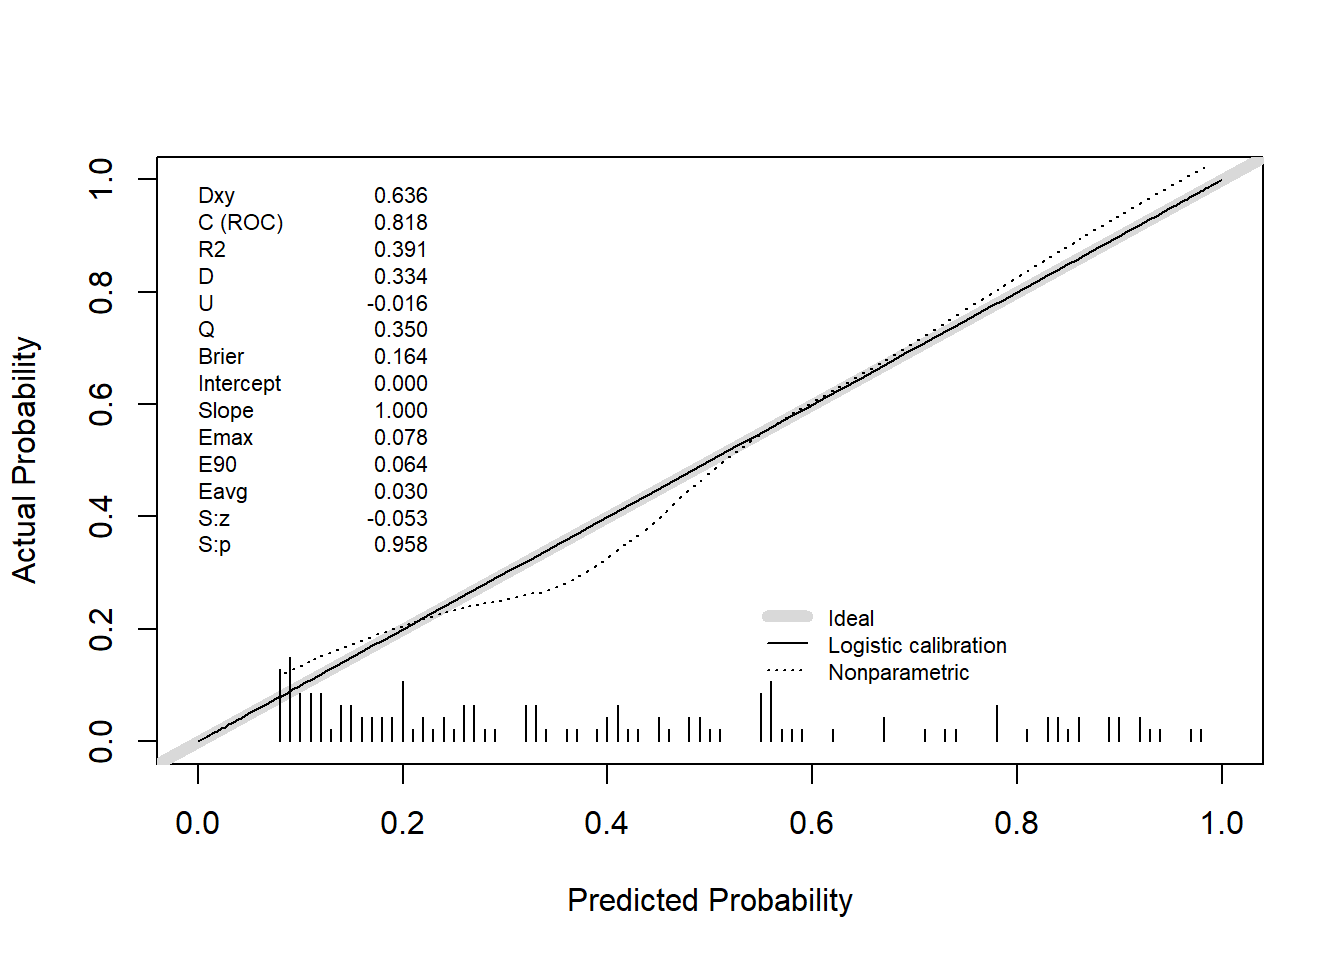 Dxy 0.636
C (ROC) 0.818
R2 0.391
D 0.334
U -0.016
Q 0.350
Brier 0.164
Intercept 0.000
Slope 1.000
Emax 0.078
E90 0.064
Eavg 0.030
S:z -0.053
S:p 0.958
Ideal
Logistic calibration
Nonparametric
Actual Probability
1.0
0.8
0.6
0.4
0.2
0.0
0.0 0.2 0.4 0.6 0.8 1.0
Predicted Probability